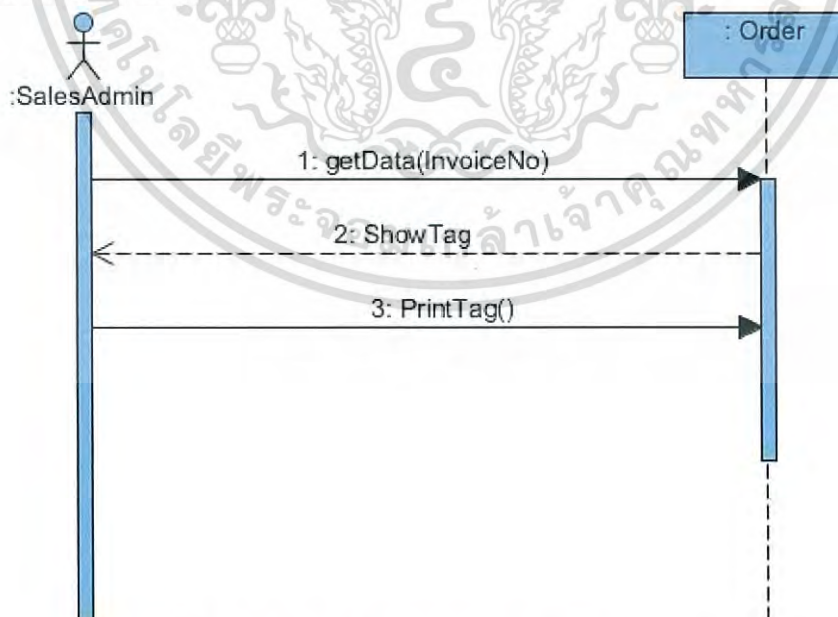 : Order
:SalesAdmin
1: getData(InvoiceNo)
2: ShowTag
3: PrintTag()